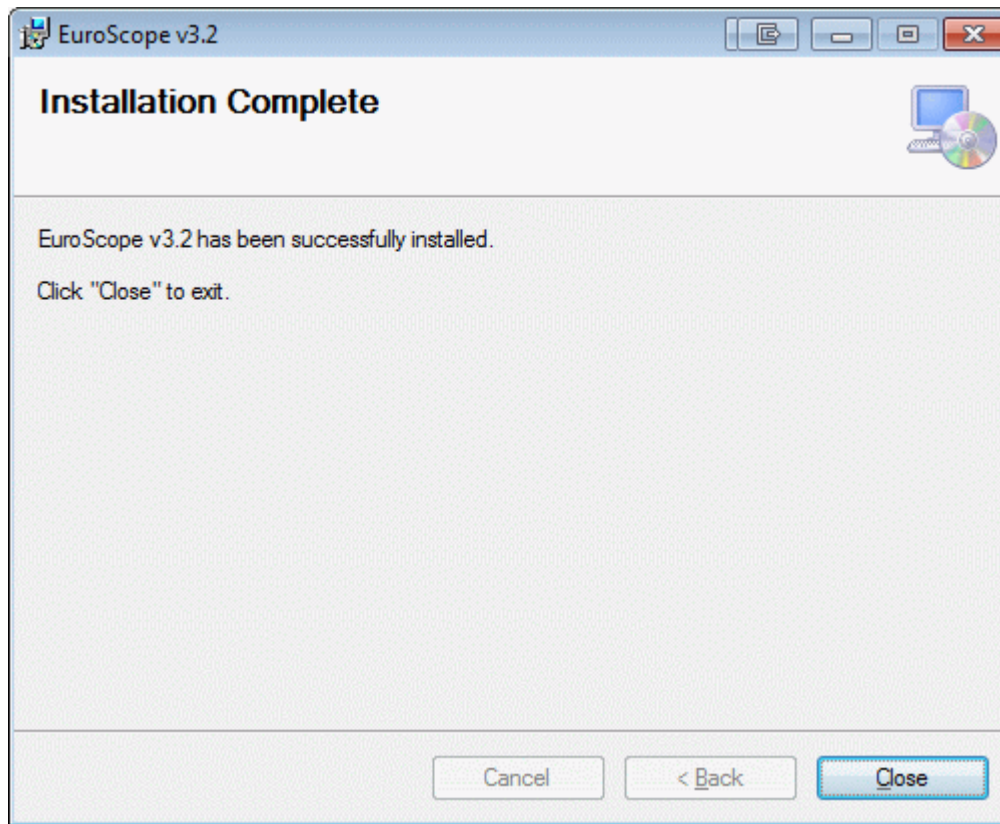 EuroScope v3.2
Installation Complete
EuroScope v3.2 has been successfully installed.
Click "Close" to exit.
Cancel
< Back
Close